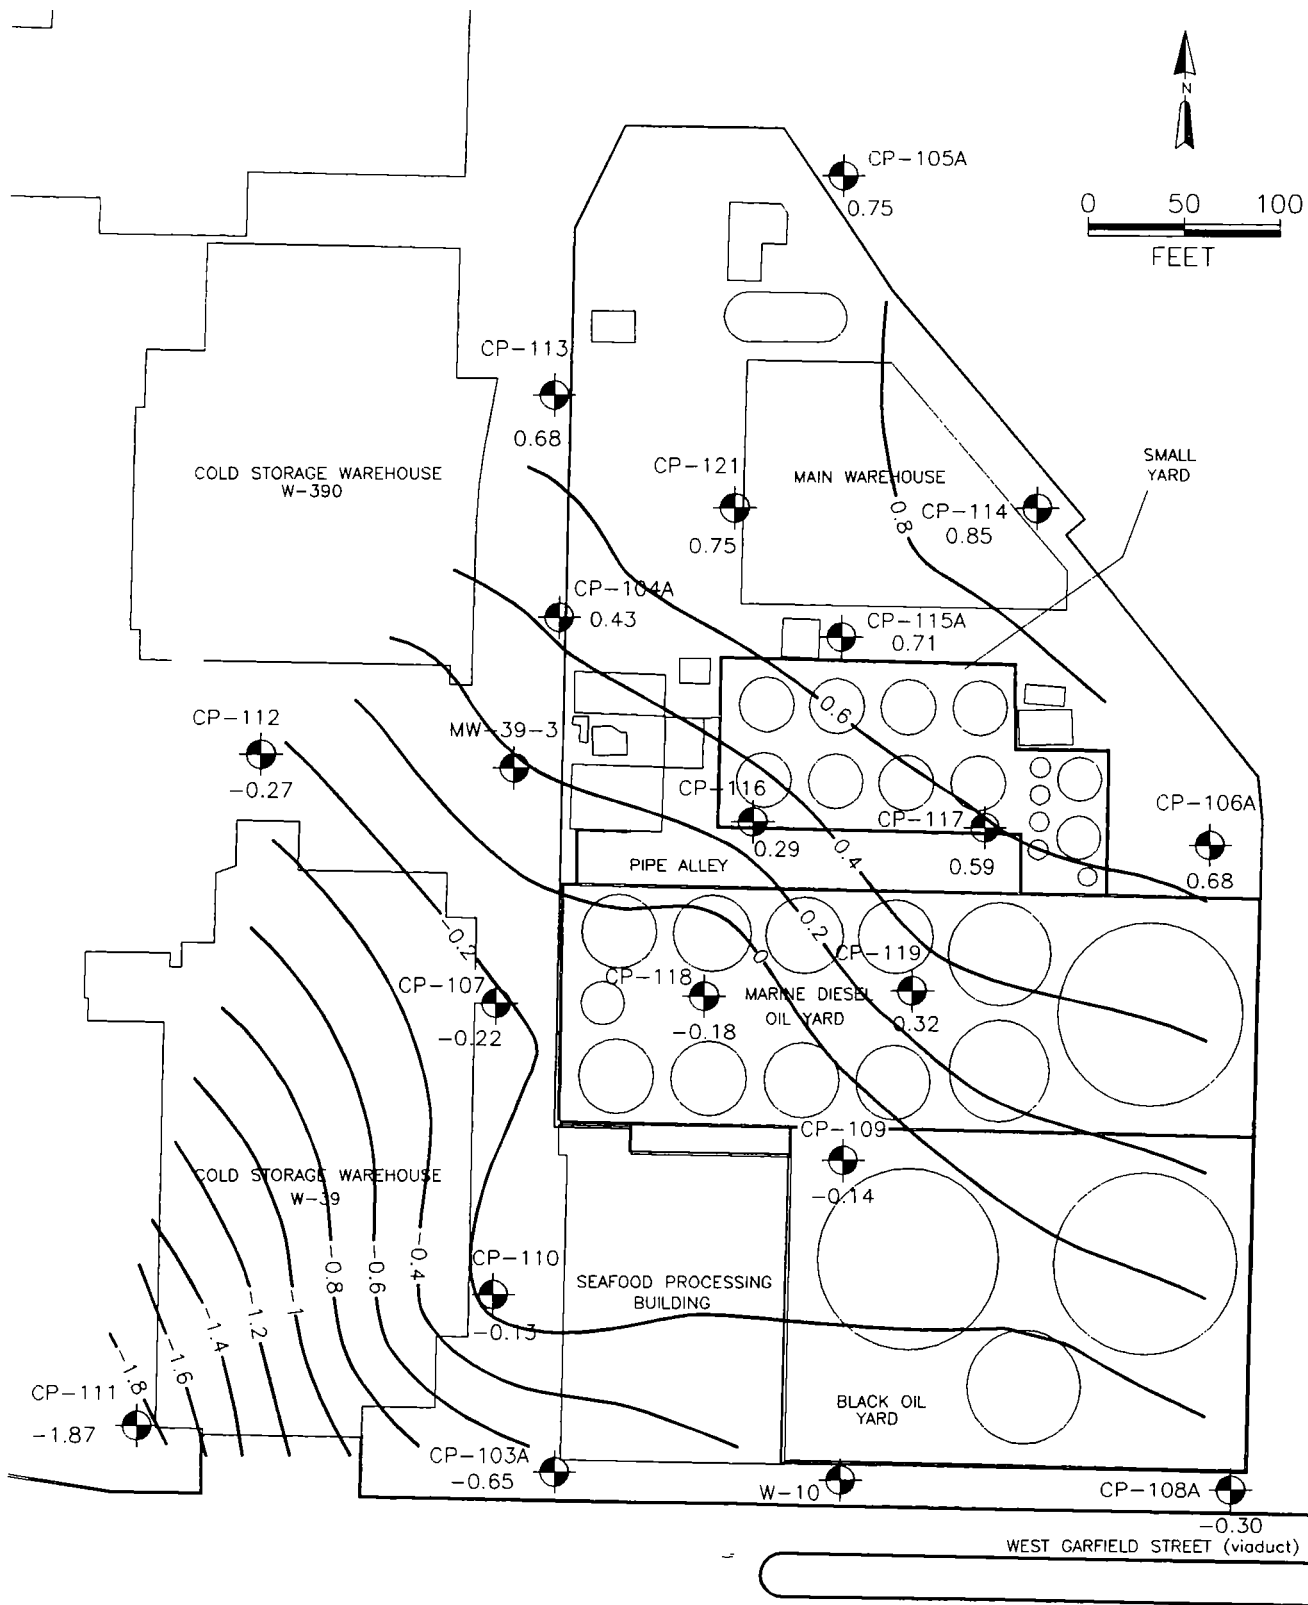 CP-105A
0.75
N
0 50 100
FEET
CP-113
0.68
COLD STORAGE WAREHOUSE
W-390
CP-121
0.75
MAIN WAREHOUSE
SMALL
YARD
0.8
CP-114
0.85
CP-104A
0.43
CP-115A
0.71
0.6
CP-112
-0.27
MW-39-3
CP-116
0.29
CP-117
0.59
CP-106A
0.68
PIPE ALLEY
0.4
0.2
0
-0.2
CP-107
-0.22
CP-118
-0.18
CP-119
0.32
MARINE DIESEL
OIL YARD
CP-109
-0.14
COLD STORAGE WAREHOUSE
W-39
-0.4
-0.6
-0.8
-1
-1.2
-1.4
-1.6
-1.8
CP-110
-0.13
SEAFOOD PROCESSING
BUILDING
CP-111
-1.87
BLACK OIL
YARD
CP-103A
-0.65
W-10
CP-108A
-0.30
WEST GARFIELD STREET (viaduct)